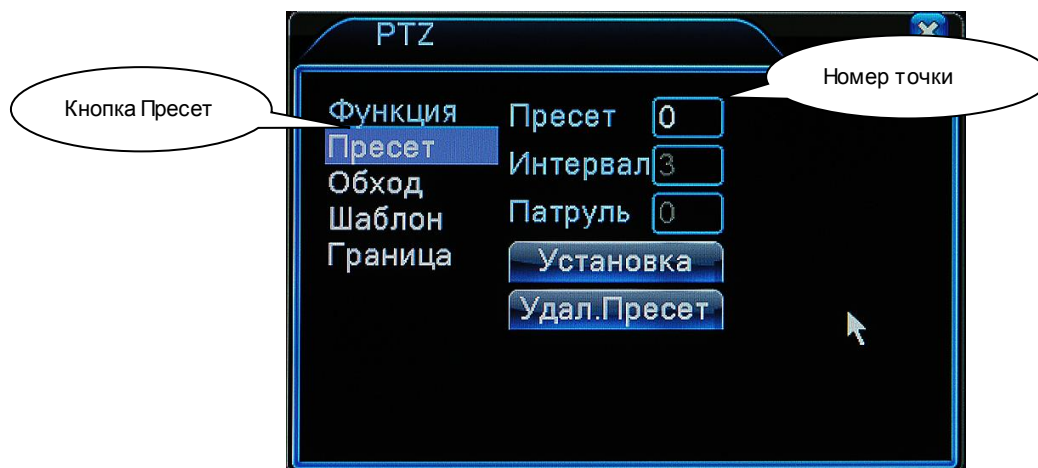 PTZ
Номер точки
Кнопка Пресет
Функция
Пресет 0
Пресет
Интервал 3
Обход
Патруль 0
Шаблон
Граница
Установка
Удал.Пресет